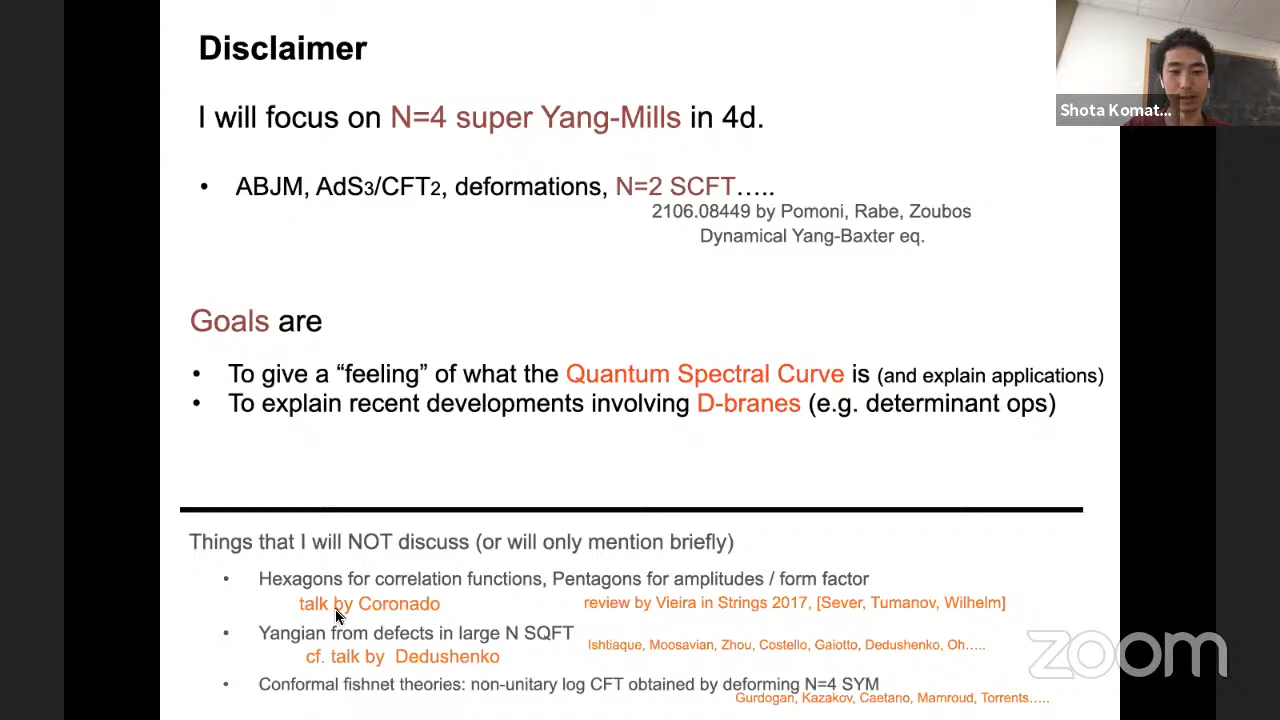 Disclaimer
I will focus on N=4 super Yang-Mills in 4d.
Shota Komat...
• ABJM, AdS3/CFT2, deformations, N=2 SCFT…..
2106.08449 by Pomoni, Rabe, Zoubos
Dynamical Yang-Baxter eq.
Goals are
• To give a “feeling” of what the Quantum Spectral Curve is (and explain applications)
• To explain recent developments involving D-branes (e.g. determinant ops)
Things that I will NOT discuss (or will only mention briefly)
• Hexagons for correlation functions, Pentagons for amplitudes / form factor
talk by Coronado review by Vieira in Strings 2017, [Sever, Tumanov, Wilhelm]
• Yangian from defects in large N SQFT
Ishtiaque, Moosavian, Zhou, Costello, Gaiotto, Dedushenko, Oh…..
cf. talk by Dedushenko
• Conformal fishnet theories: non-unitary log CFT obtained by deforming N=4 SYM
Gurdogan, Kazakov, Caetano, Mamroud, Torrents…..
zoom